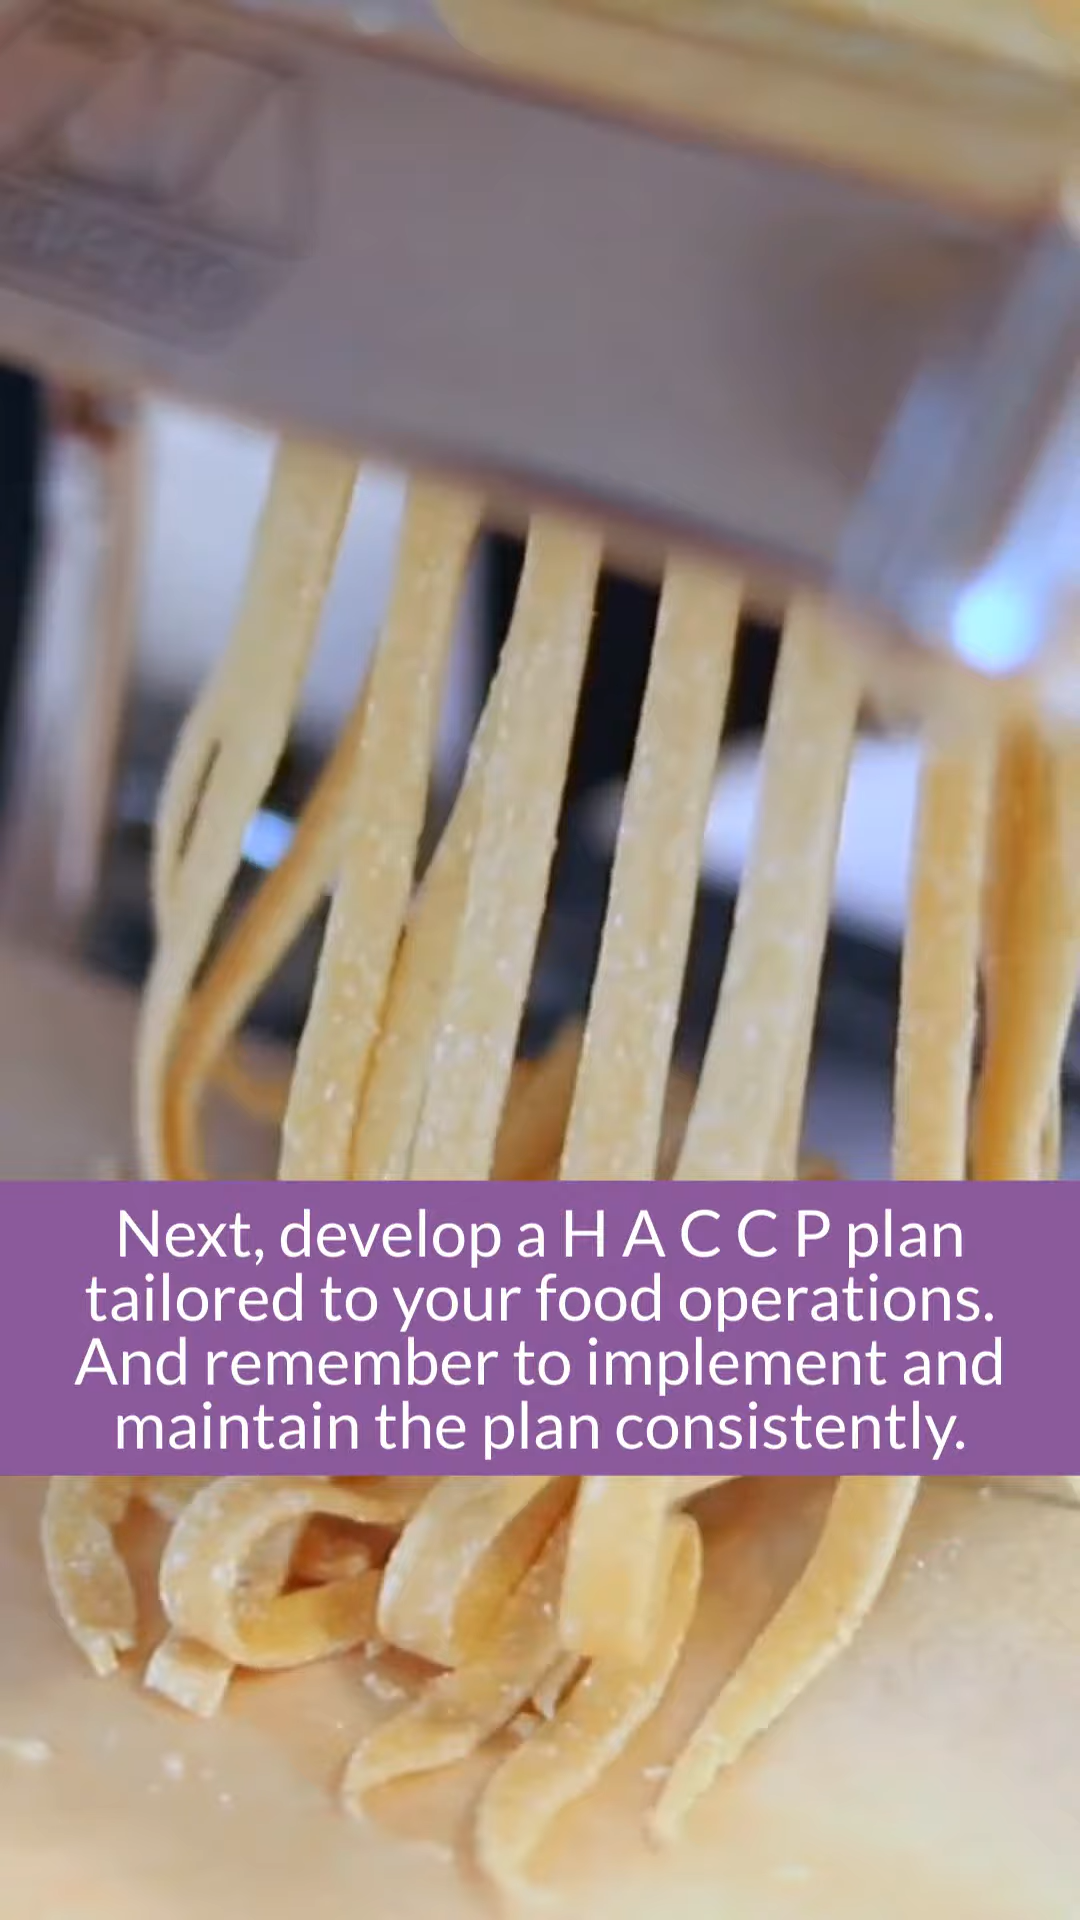 Next, develop a H A C C P plan
tailored to your food operations.
And remember to implement and
maintain the plan consistently.